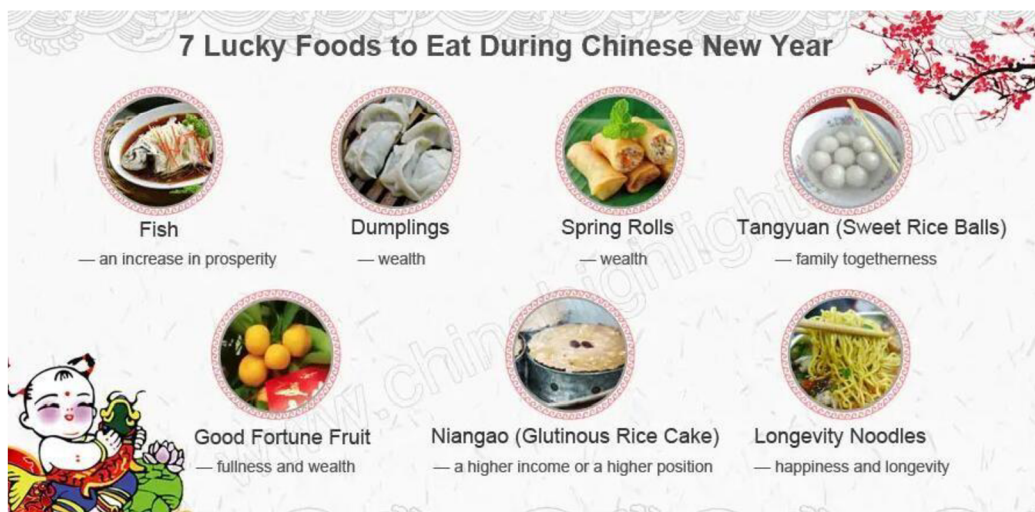 7 Lucky Foods to Eat During Chinese New Year
Fish
— an increase in prosperity
Dumplings
— wealth
Spring Rolls
— wealth
Tangyuan (Sweet Rice Balls)
— family togetherness
Good Fortune Fruit
— fullness and wealth
Niangao (Glutinous Rice Cake)
— a higher income or a higher position
Longevity Noodles
— happiness and longevity